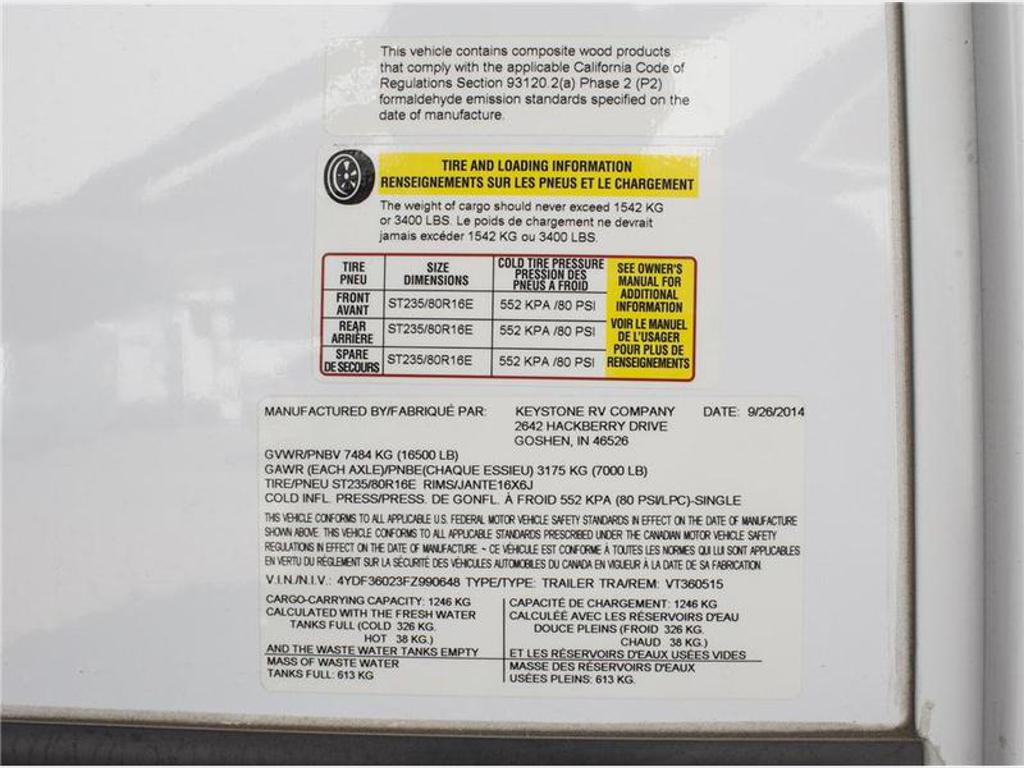 This vehicle contains composite wood products
that comply with the applicable California Code of
Regulations Section 93120.2(a) Phase 2 (P2)
formaldehyde emission standards specified on the
date of manufacture.
TIRE AND LOADING INFORMATION
RENSEIGNEMENTS SUR LES PNEUS ET LE CHARGEMENT
The weight of cargo should never exceed 1542 KG
or 3400 LBS. Le poids de chargement ne devrait
jamais excéder 1542 KG ou 3400 LBS.
TIRE
PNEU
SIZE
DIMENSIONS
COLD TIRE PRESSURE
PRESSION DES
PNEUS A FROID
FRONT
AVANT
ST235/80R16E
552 KPA /80 PSI
REAR
ARRIÈRE
ST235/80R16E
552 KPA /80 PSI
SPARE
DE SECOURS
ST235/80R16E
552 KPA /80 PSI
SEE OWNER'S
MANUAL FOR
ADDITIONAL
INFORMATION
VOIR LE MANUEL
DE L'USAGER
POUR PLUS DE
RENSEIGNEMENTS
MANUFACTURED BY/FABRIQUÉ PAR: KEYSTONE RV COMPANY DATE: 9/26/2014
2642 HACKBERRY DRIVE
GOSHEN, IN 46526
GVWR/PNBV 7484 KG (16500 LB)
GAWR (EACH AXLE)/PNBE(CHAQUE ESSIEU) 3175 KG (7000 LB)
TIRE/PNEU ST235/80R16E RIMS/JANTE16X6J
COLD INFL. PRESS/PRESS. DE GONFL. À FROID 552 KPA (80 PSI/LPC)-SINGLE
THIS VEHICLE CONFORMS TO ALL APPLICABLE U.S. FEDERAL MOTOR VEHICLE SAFETY STANDARDS IN EFFECT ON THE DATE OF MANUFACTURE
SHOWN ABOVE. THIS VEHICLE CONFORMS TO ALL APPLICABLE STANDARDS PRESCRIBED UNDER THE CANADIAN MOTOR VEHICLE SAFETY
REGULATIONS IN EFFECT ON THE DATE OF MANUFACTURE. - CE VÉHICULE EST CONFORME À TOUTES LES NORMES QUI LUI SONT APPLICABLES
EN VERTU DU RÉGLEMENT SUR LA SÉCURITÉ DES VÉHICULES AUTOMOBILES DU CANADA EN VIGUEUR À LA DATE DE SA FABRICATION.
V.I.N./N.I.V.: 4YDF36023FZ990648 TYPE/TYPE: TRAILER TRA/REM: VT360515
CARGO-CARRYING CAPACITY: 1246 KG
CALCULATED WITH THE FRESH WATER
TANKS FULL (COLD 326 KG.
HOT 38 KG.)
AND THE WASTE WATER TANKS EMPTY
MASS OF WASTE WATER
TANKS FULL: 613 KG
CAPACITÉ DE CHARGEMENT: 1246 KG
CALCULÉE AVEC LES RÉSERVOIRS D'EAU
DOUCE PLEINS (FROID 326 KG.
CHAUD 38 KG.)
ET LES RÉSERVOIRS D'EAUX USÉES VIDES
MASSE DES RÉSERVOIRS D'EAUX
USÉES PLEINS: 613 KG.